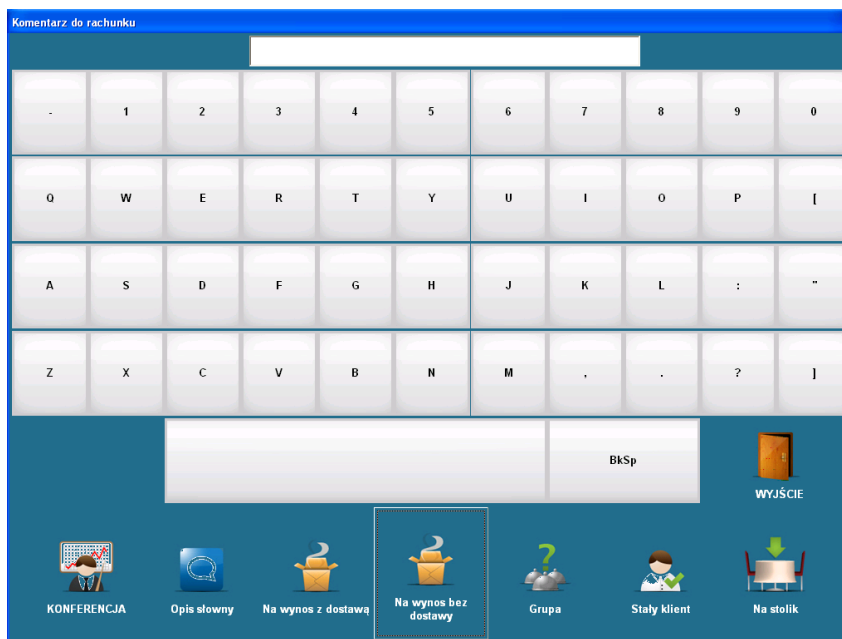 Komentarz do rachunku
- 1 2 3 4 5 6 7 8 9 0
Q W E R T Y U I O P [
A S D F G H J K L : "
Z X C V B N M , . ? ]
BkSp
WYJŚCIE
KONFERENCJA Opis słowny Na wynos z dostawą Na wynos bez Grupa Stały klient Na stolik
dostawy